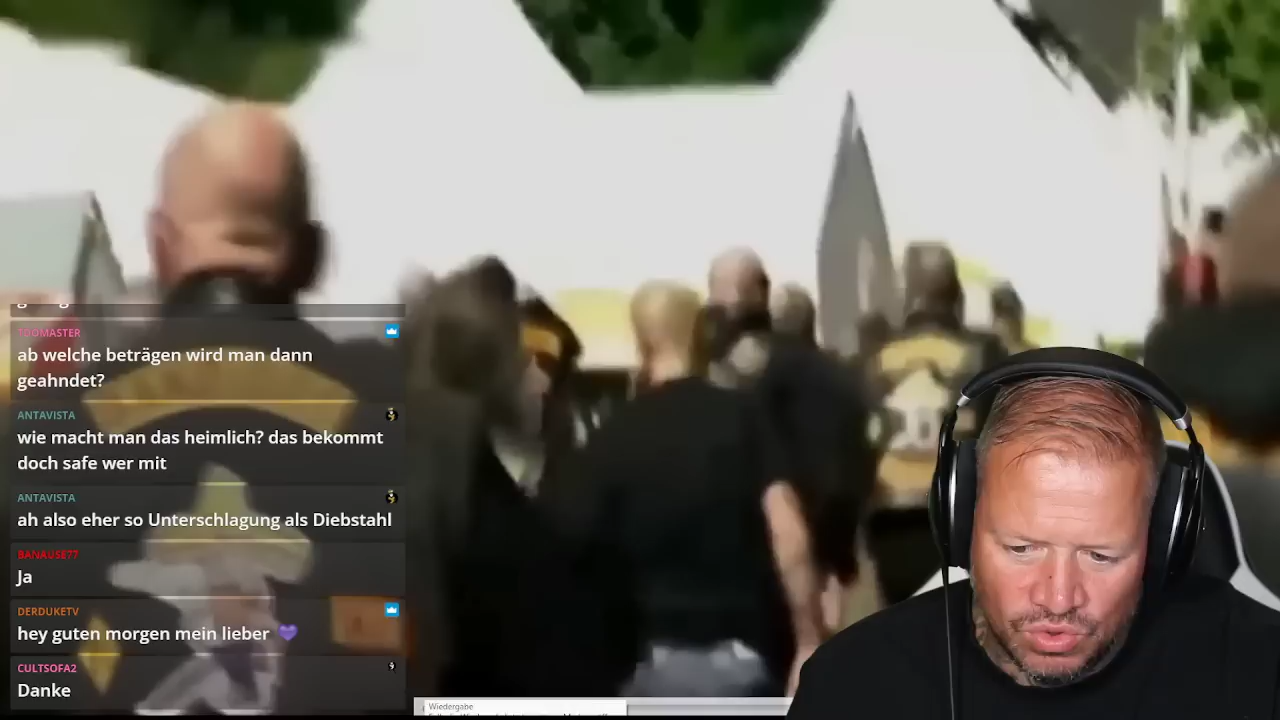 TOOMASTER
ab welche beträgen wird man dann
geahndet?
ANTAVISTA
wie macht man das heimlich? das bekommt
doch safe wer mit
ANTAVISTA
ah also eher so Unterschlagung als Diebstahl
BANAUSE77
Ja
DERDUKETV
hey guten morgen mein lieber 💜
CULTSOFA2
Danke
Wiedergabe